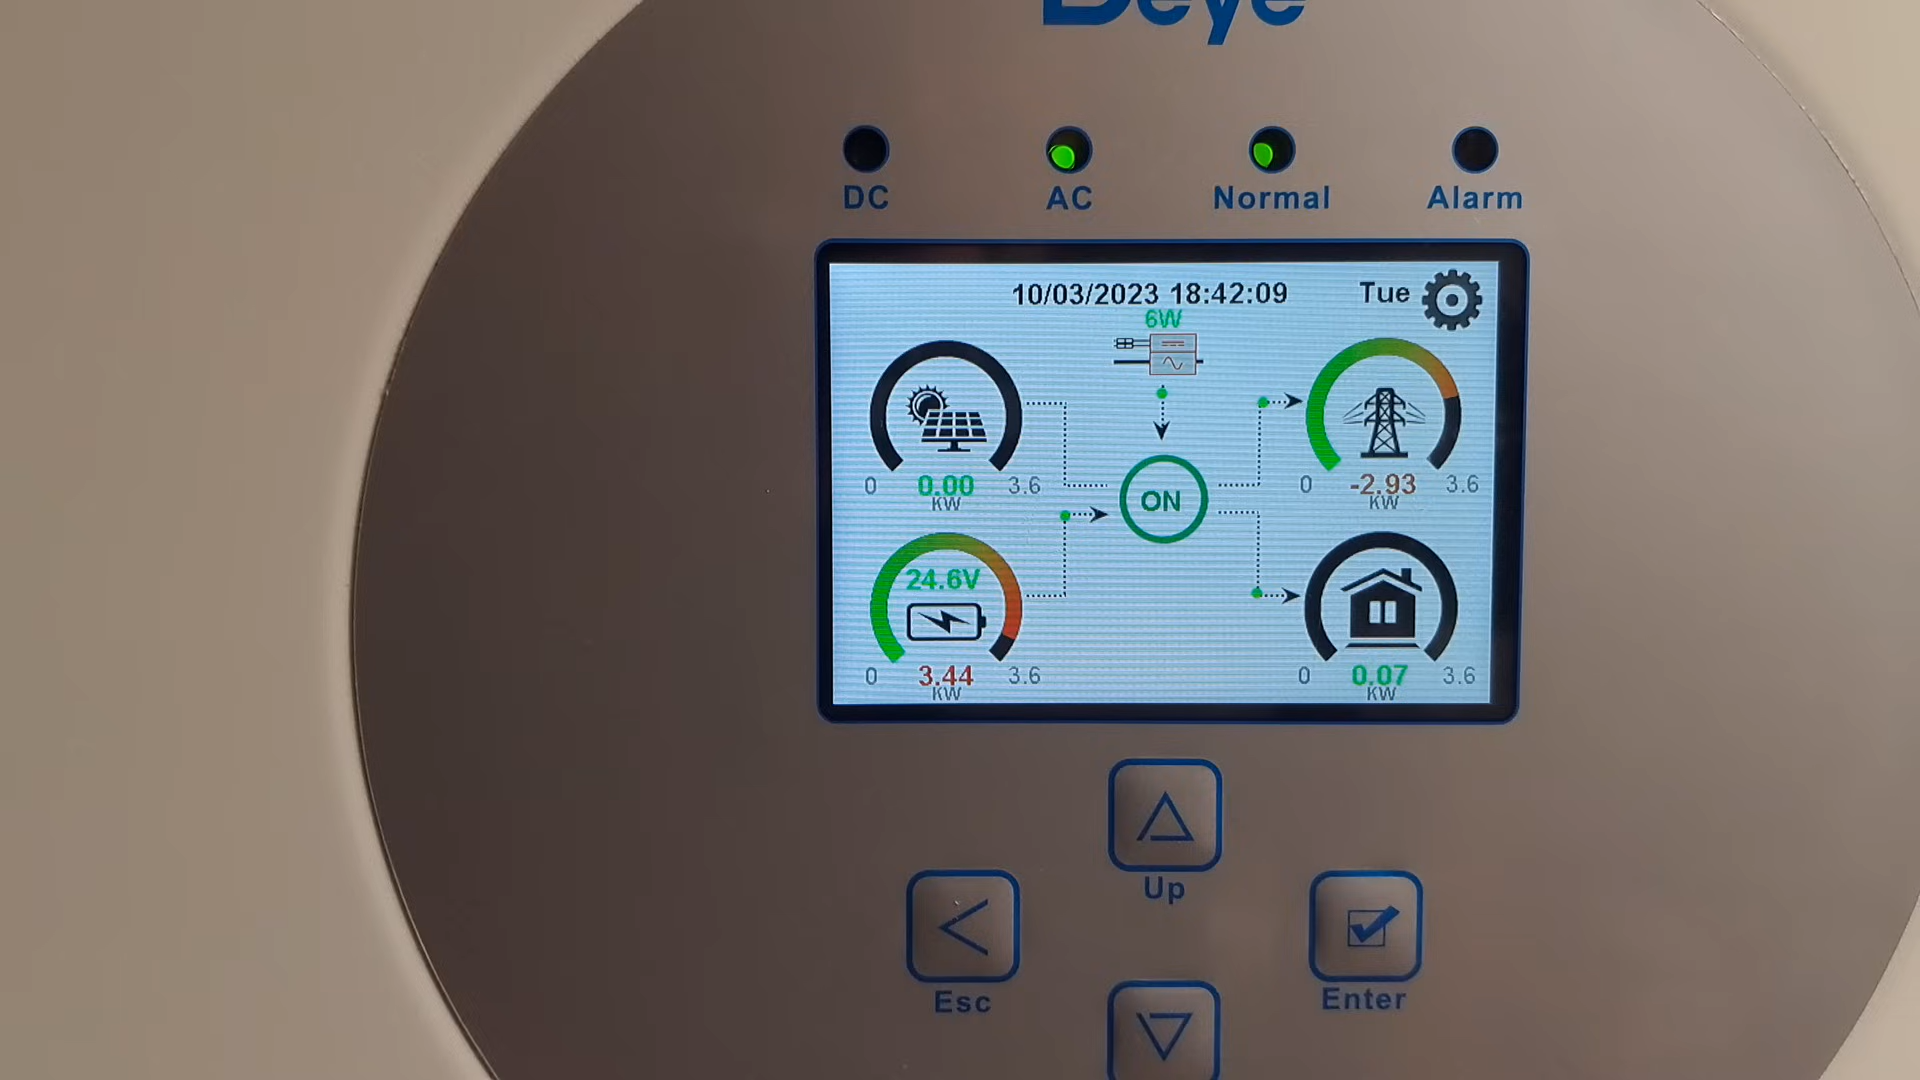 Deye
DC AC Normal Alarm
10/03/2023 18:42:09 Tue
6W
0 0.00 3.6
KW
0 -2.93 3.6
KW
ON
24.6V
0 3.44 3.6
KW
0 0.07 3.6
KW
Up
Esc
Enter